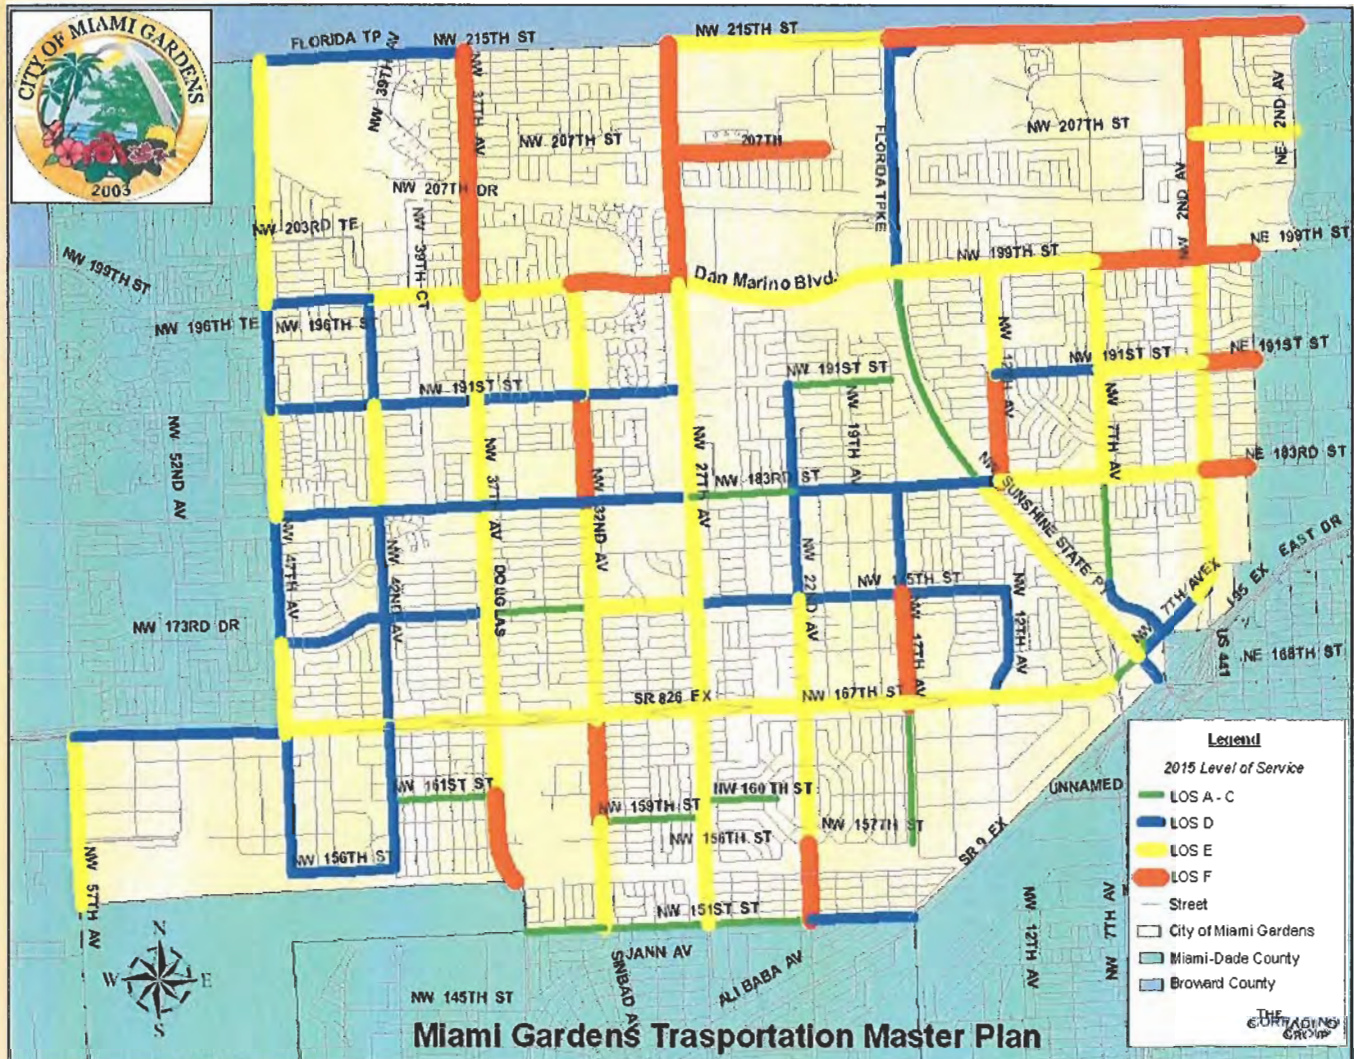 CITY OF MIAMI GARDENS
2003
FLORIDA TP
NW 215TH ST
NW 215TH ST
NW 39TH AV
NW 37TH AV
NW 207TH ST
207TH
NW 207TH ST
NE 2ND AV
NW 207TH DR
FLORIDA TPKE
NW 2ND AV
NW 203RD TE
NW 39TH CT
NW 199TH ST
Dan Marino Blvd.
NW 199TH ST
NE 199TH ST
NW 196TH TE
NW 196TH ST
NW 191ST ST
NW 191ST ST
NW 19TH AV
NW 12TH AV
NW 191ST ST
NE 191ST ST
NW 7TH AV
NW 52ND AV
NW 37TH AV
NW 32ND AV
NW 27TH AV
NW 183RD ST
NW
NE 183RD ST
SUNSHINE STATE PY
EAST DR
NW 47TH AV
NW 42ND AV
DOUGLAS
NW 22ND AV
NW 175TH ST
NW 17TH AV
NW 12TH AV
NW 7TH AV EX
I-95 EX
US 441
NW 173RD DR
NE 168TH ST
SR 826 EX
NW 167TH ST
NW 161ST ST
NW 159TH ST
NW 160 TH ST
NW 156TH ST
NW 157TH ST
NW 156TH ST
UNNAMED
SR 9 EX
NW 57TH AV
NW 151ST ST
JANN AV
SINBAD AV
ALI BABA AV
NW 145TH ST
NW 12TH AV
NW 7TH AV
N
W
E
S
Legend
2015 Level of Service
LOS A - C
LOS D
LOS E
LOS F
Street
City of Miami Gardens
Miami-Dade County
Broward County
THE
CORRADINO
GROUP
Miami Gardens Trasportation Master Plan